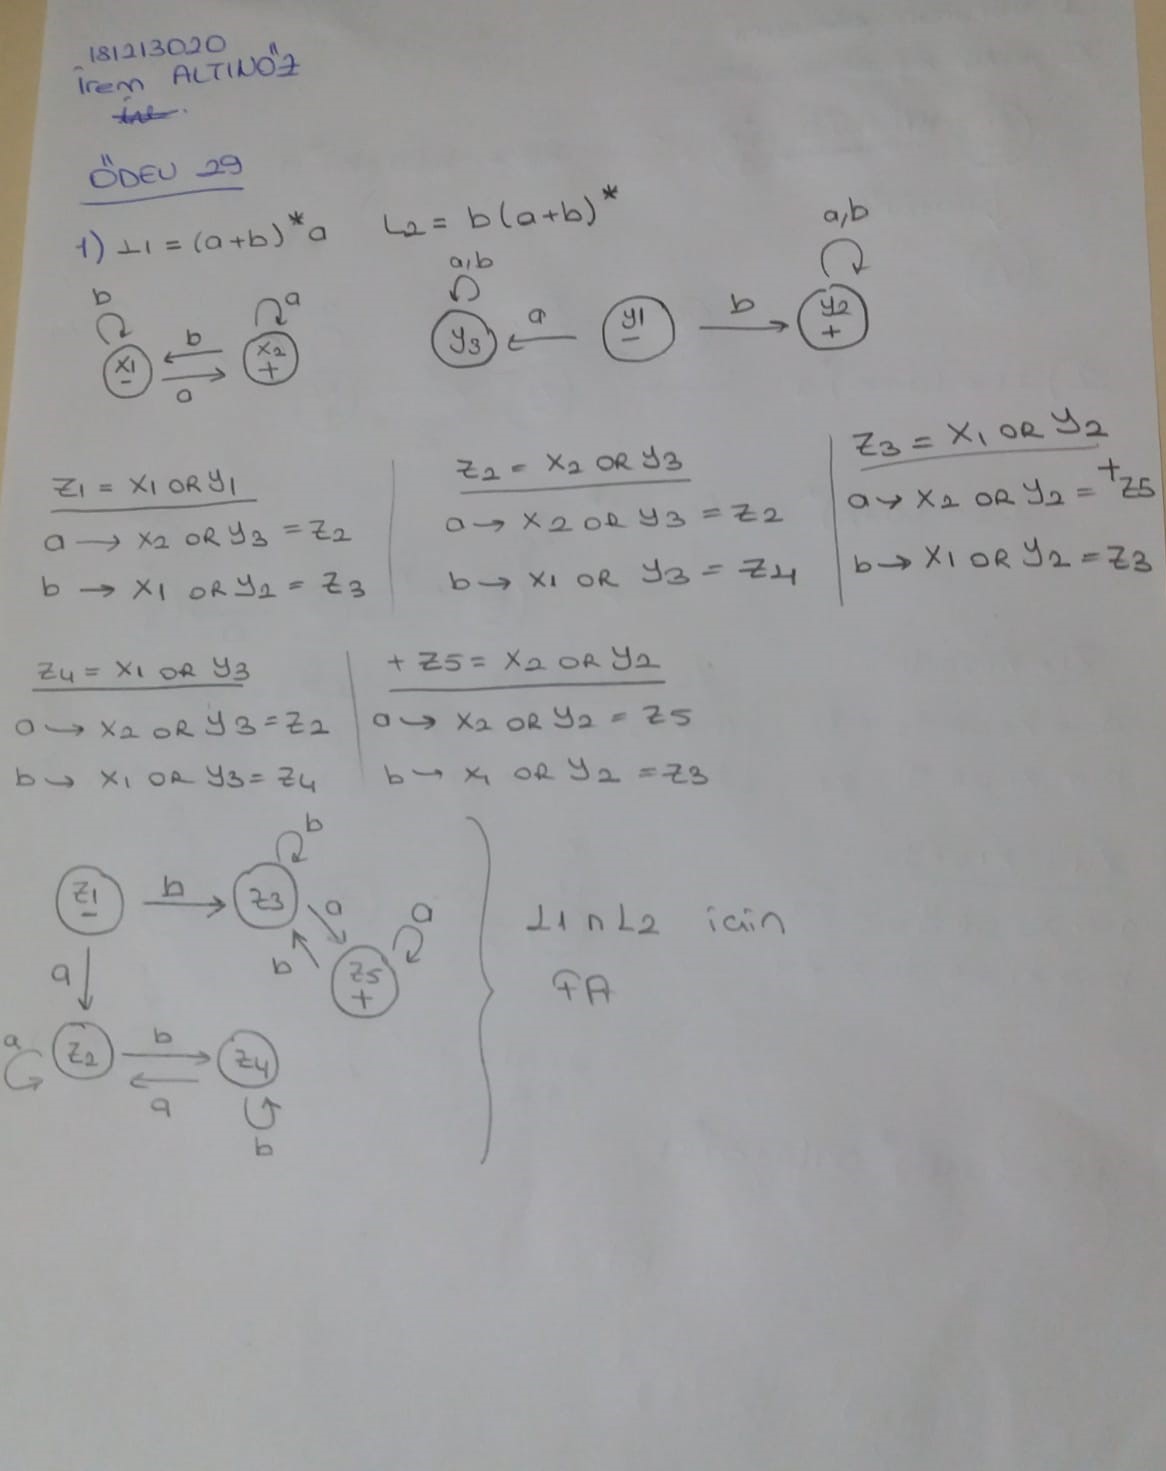 181213020
İrem ALTINÖZ
ÖDEV 29
1) L1 = (a+b)*a L2 = b(a+b)*
b a a,b a,b
b a b
x1 - x2 + y3 y1 - y2 +
a
z1 = x1 OR y1
a → x2 OR y3 = z2
b → x1 OR y2 = z3
z2 = x2 OR y3
a → x2 OR y3 = z2
b → x1 OR y3 = z4
z3 = x1 OR y2
a → x2 OR y2 = +z5
b → x1 OR y2 = z3
z4 = x1 OR y3
a → x2 OR y3 = z2
b → x1 OR y3 = z4
+ z5 = x2 OR y2
a → x2 OR y2 = z5
b → x1 OR y2 = z3
b
z1 - b z3 a a
a b z5 +
a z2 b z4
a
b
L1 ∩ L2 için
FA